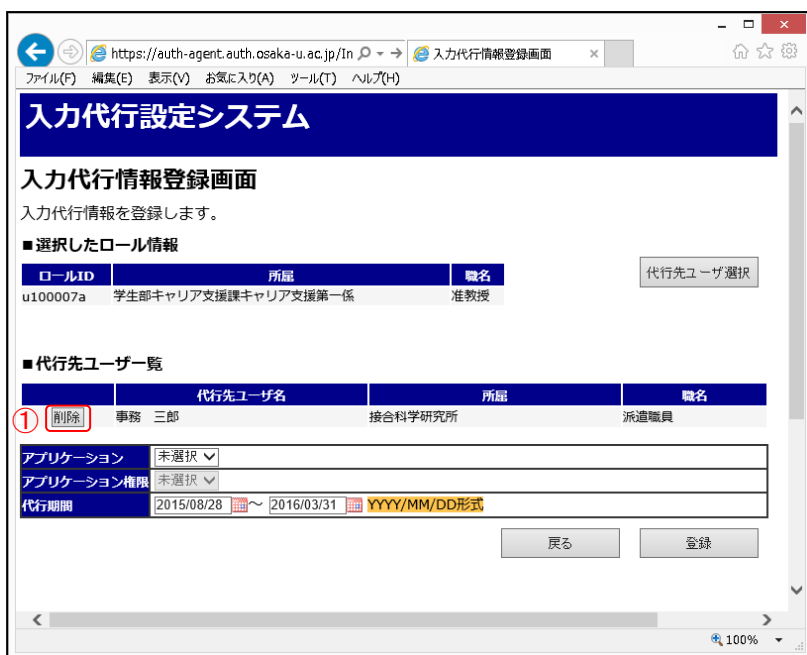 https://auth-agent.auth.osaka-u.ac.jp/In
入力代行情報登録画面
ファイル(F) 編集(E) 表示(V) お気に入り(A) ツール(T) ヘルプ(H)
入力代行設定システム
入力代行情報登録画面
入力代行情報を登録します。
■選択したロール情報
代行先ユーザ選択
ロールID 所属 職名
u100007a 学生部キャリア支援課キャリア支援第一係 准教授
■代行先ユーザ一覧
代行先ユーザ名 所属 職名
① 削除 事務 三郎 接合科学研究所 派遣職員
アプリケーション 未選択
アプリケーション権限 未選択
代行期間 2015/08/28 ～ 2016/03/31 YYYY/MM/DD形式
戻る 登録
100%